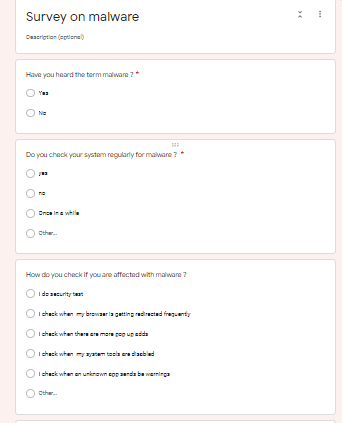 Survey on malware
Description (optional)
Have you heard the term malware ? *
Yes
No
Do you check your system regularly for malware ? *
yes
no
Once in a while
Other...
How do you check if you are affected with malware ?
I do security test
I check when my browser is getting redirected frequently
I check when there are more pop up adds
I check when my system tools are disabled
I check when an unknown app sends be warnings
Other...